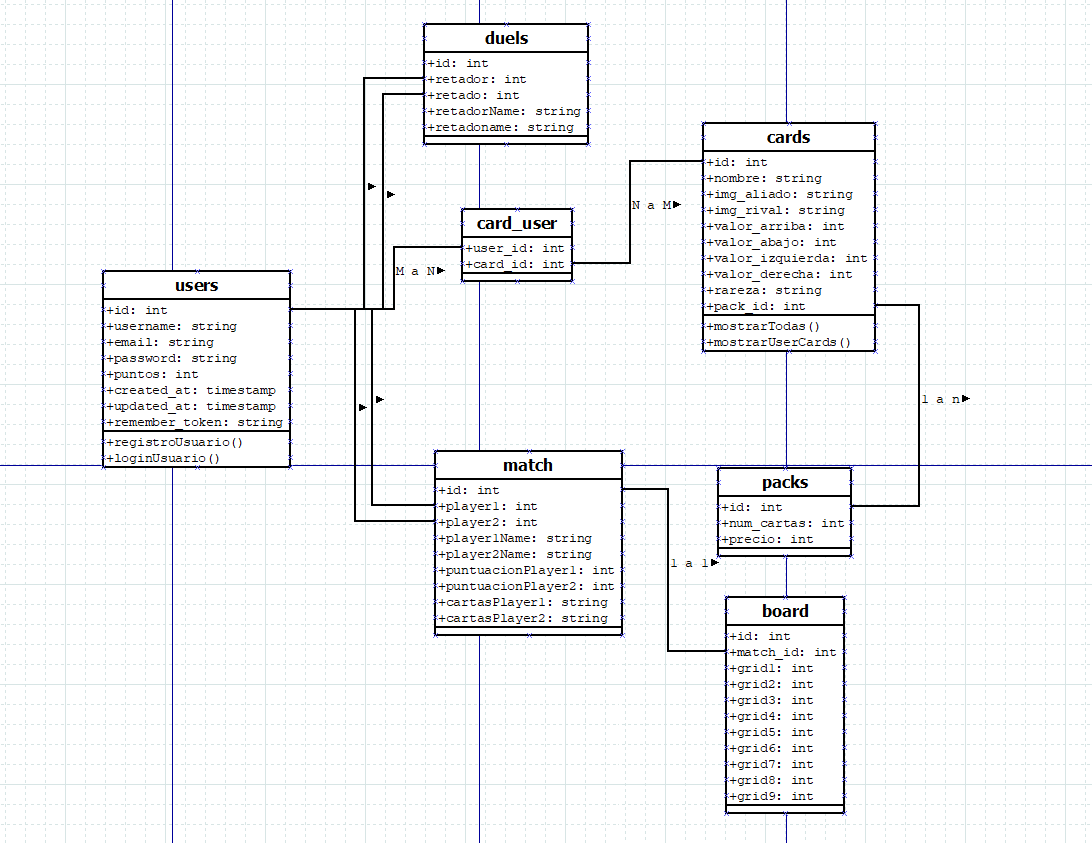 duels
+id: int
+retador: int
+retado: int
+retadorName: string
+retadoname: string
cards
+id: int
+nombre: string
+img_aliado: string
+img_rival: string
+valor_arriba: int
+valor_abajo: int
+valor_izquierda: int
+valor_derecha: int
+rareza: string
+pack_id: int
+mostrarTodas()
+mostrarUserCards()
N a M
card_user
+user_id: int
+card_id: int
M a N
users
+id: int
+username: string
+email: string
+password: string
+puntos: int
+created_at: timestamp
+updated_at: timestamp
+remember_token: string
+registroUsuario()
+loginUsuario()
1 a n
match
+id: int
+player1: int
+player2: int
+player1Name: string
+player2Name: string
+puntuacionPlayer1: int
+puntuacionPlayer2: int
+cartasPlayer1: string
+cartasPlayer2: string
packs
+id: int
+num_cartas: int
+precio: int
1 a 1
board
+id: int
+match_id: int
+grid1: int
+grid2: int
+grid3: int
+grid4: int
+grid5: int
+grid6: int
+grid7: int
+grid8: int
+grid9: int